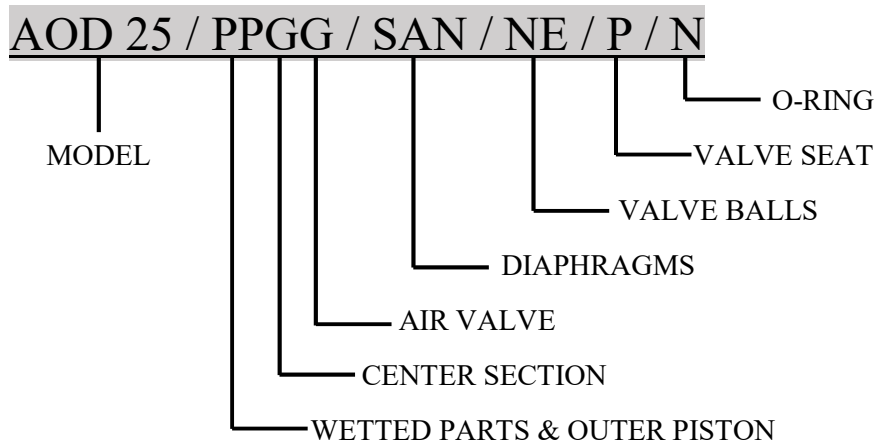 AOD 25 / PPGG / SAN / NE / P / N
O-RING
MODEL
VALVE SEAT
VALVE BALLS
DIAPHRAGMS
AIR VALVE
CENTER SECTION
WETTED PARTS & OUTER PISTON